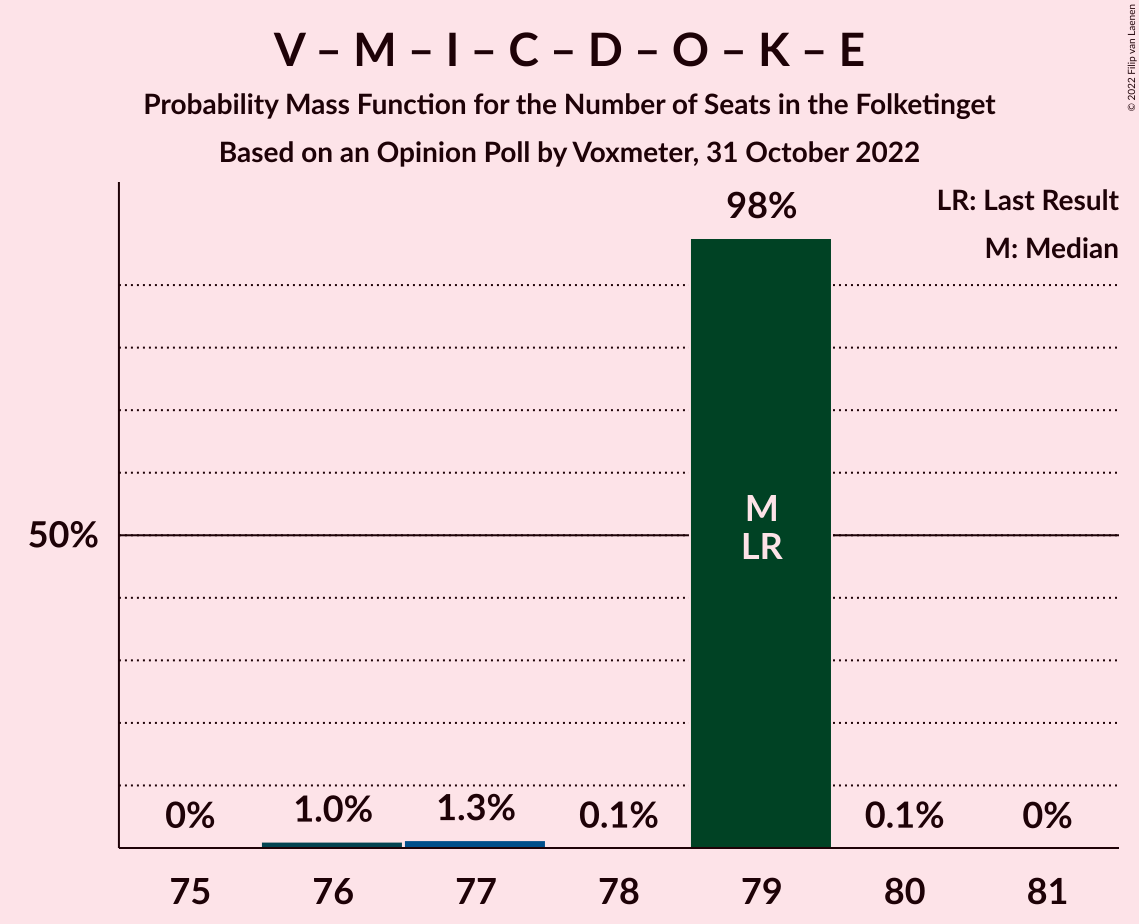 V – M – I – C – D – O – K – E
Probability Mass Function for the Number of Seats in the Folketinget
Based on an Opinion Poll by Voxmeter, 31 October 2022
© 2022 Filip van Laenen
LR: Last Result
M: Median
98%
50%
M
LR
0%
1.0%
1.3%
0.1%
0.1%
0%
75
76
77
78
79
80
81